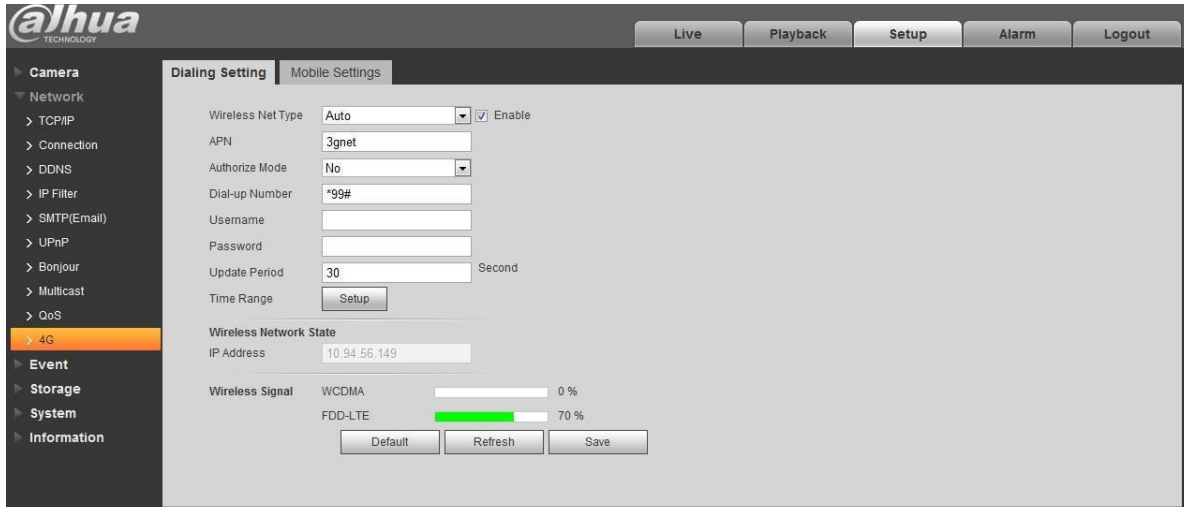 alhua
TECHNOLOGY
Live Playback Setup Alarm Logout
Camera
Network
TCP/IP
Connection
DDNS
IP Filter
SMTP(Email)
UPnP
Bonjour
Multicast
QoS
4G
Event
Storage
System
Information
Dialing Setting Mobile Settings
Wireless Net Type Auto Enable
APN 3gnet
Authorize Mode No
Dial-up Number *99#
Username
Password
Update Period 30 Second
Time Range Setup
Wireless Network State
IP Address 10.94.56.149
Wireless Signal WCDMA 0 %
FDD-LTE 70 %
Default Refresh Save